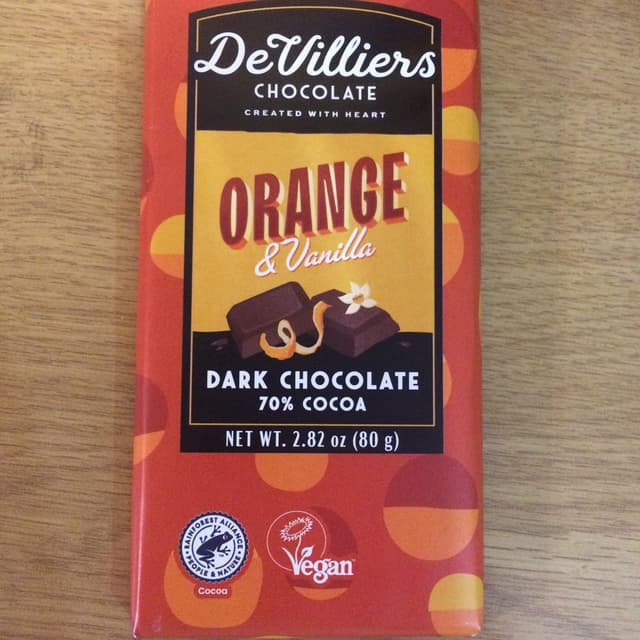 DeVilliers
CHOCOLATE
CREATED WITH HEART
ORANGE
& Vanilla
DARK CHOCOLATE
70% COCOA
NET WT. 2.82 oz (80 g)
RAINFOREST ALLIANCE
PEOPLE & NATURE
Cocoa
Vegan